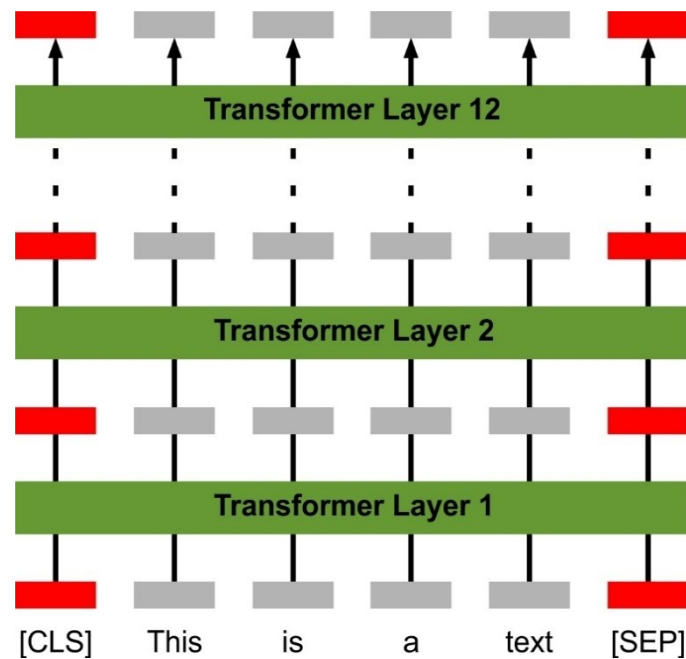 Transformer Layer 12
Transformer Layer 2
Transformer Layer 1
[CLS] This is a text [SEP]